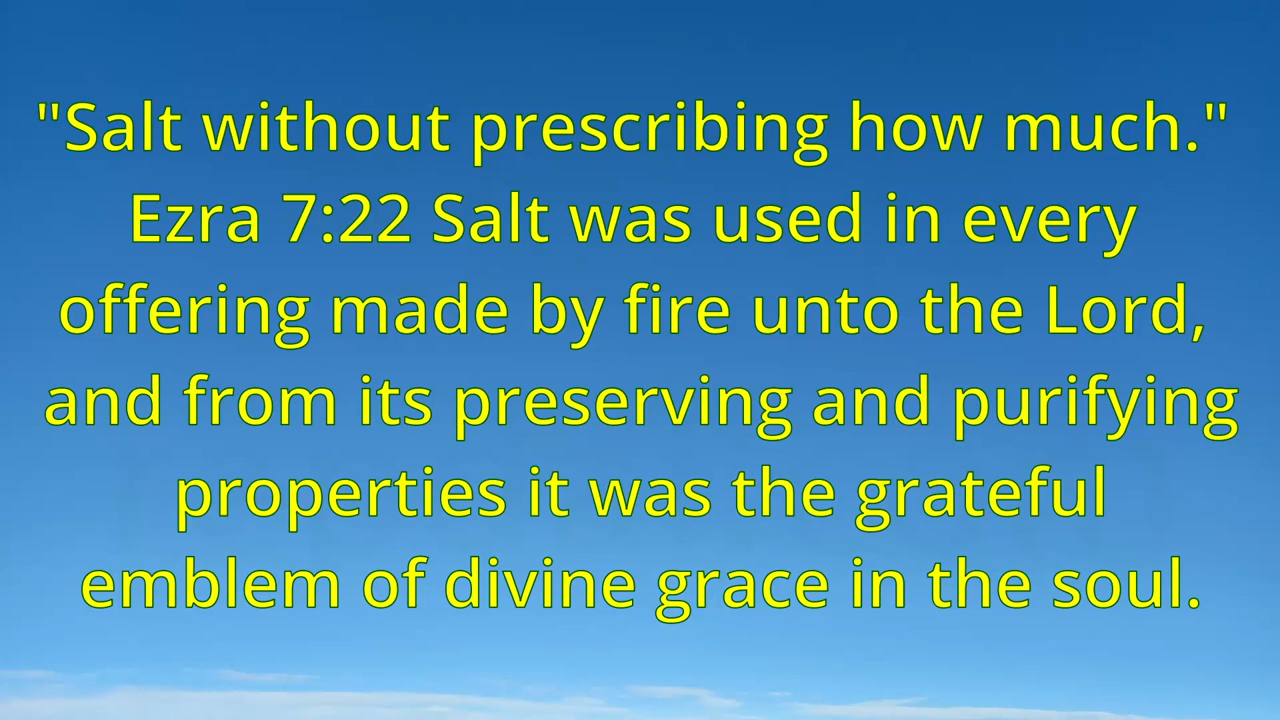 "Salt without prescribing how much."
Ezra 7:22 Salt was used in every
offering made by fire unto the Lord,
and from its preserving and purifying
properties it was the grateful
emblem of divine grace in the soul.